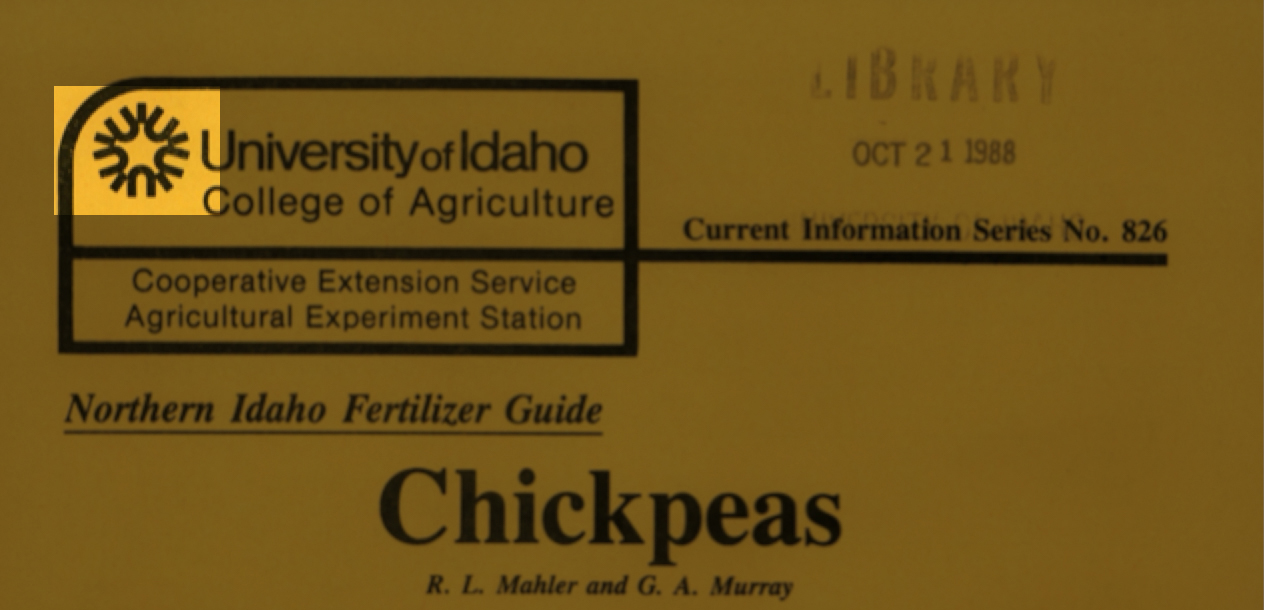 LIBRARY
OCT 21 1988
University of Idaho
College of Agriculture
Current Information Series No. 826
Cooperative Extension Service
Agricultural Experiment Station
Northern Idaho Fertilizer Guide
Chickpeas
R. L. Mahler and G. A. Murray